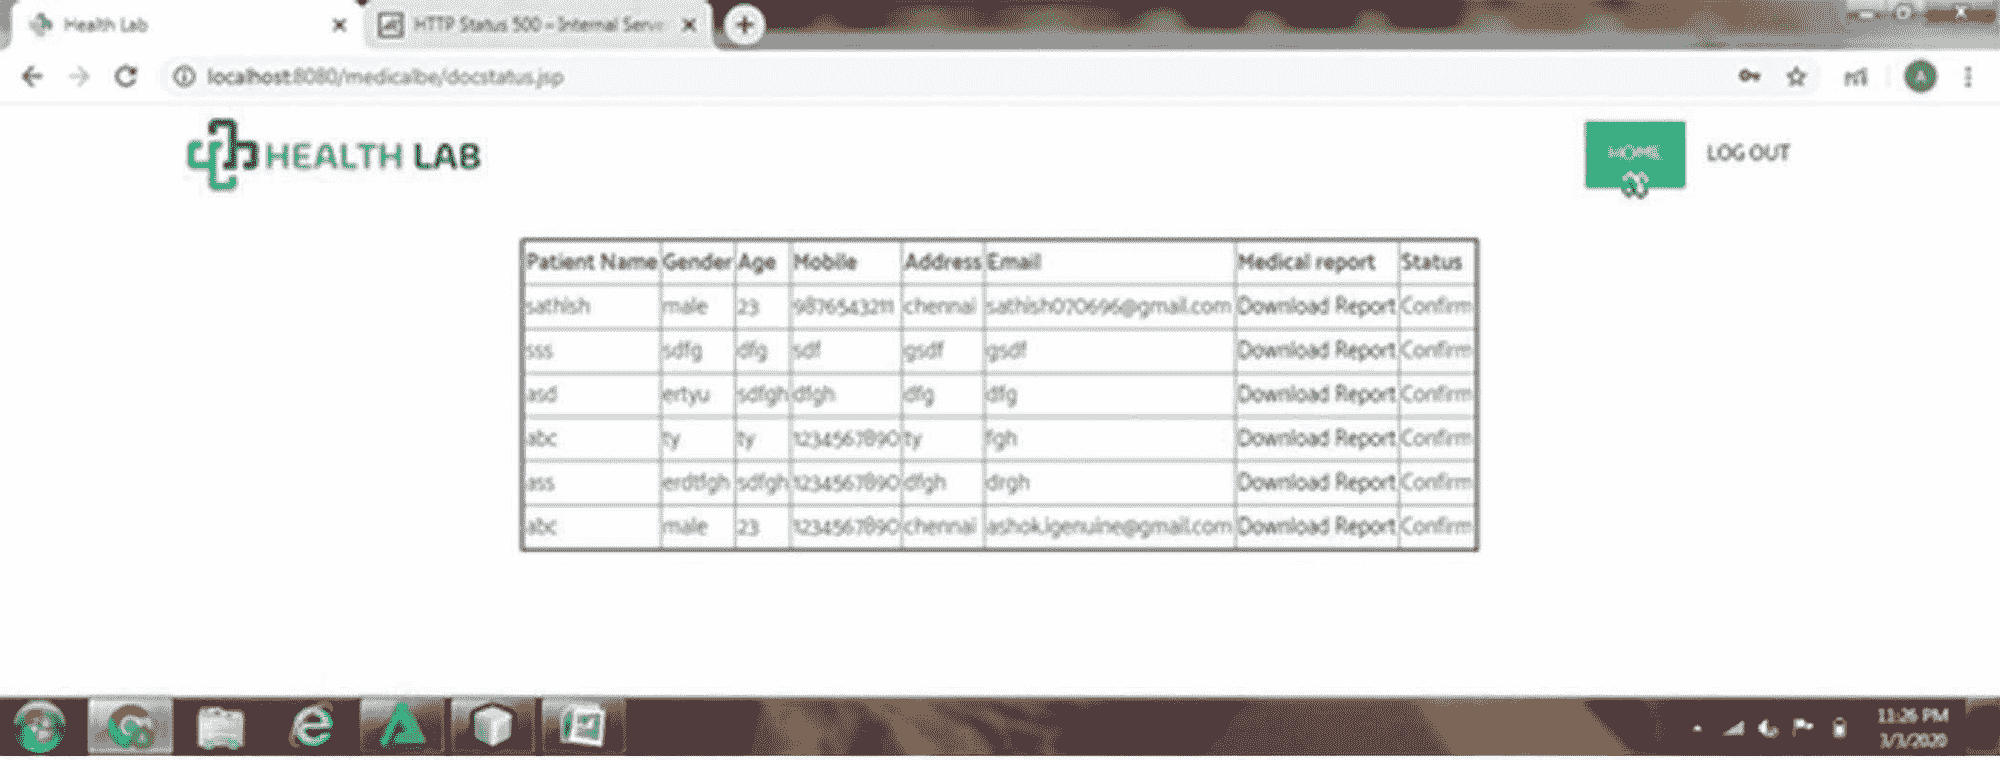 Health Lab HTTP Status 500 – Internal Serve
localhost:8080/medicalbe/docstatus.jsp
HEALTH LAB HOME LOG OUT
Patient Name Gender Age Mobile Address Email Medical report Status
sathish male 23 9876543211 chennai sathish070696@gmail.com Download Report Confirm
sss sdfg dfg sdf gsdf gsdf Download Report Confirm
asd ertyu sdfgh dfgh dfg dfg Download Report Confirm
abc ty ty 1234567890 ty fgh Download Report Confirm
ass erdtfgh sdfgh 1234567890 dfgh drgh Download Report Confirm
abc male 23 1234567890 chennai ashok.igenuine@gmail.com Download Report Confirm
11:26 PM
3/3/2020